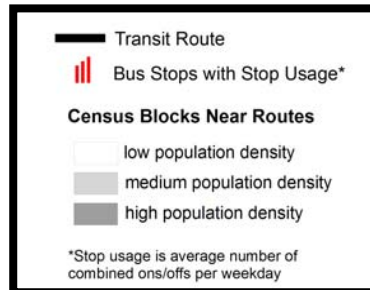 Transit Route
Bus Stops with Stop Usage*
Census Blocks Near Routes
low population density
medium population density
high population density
*Stop usage is average number of
combined ons/offs per weekday